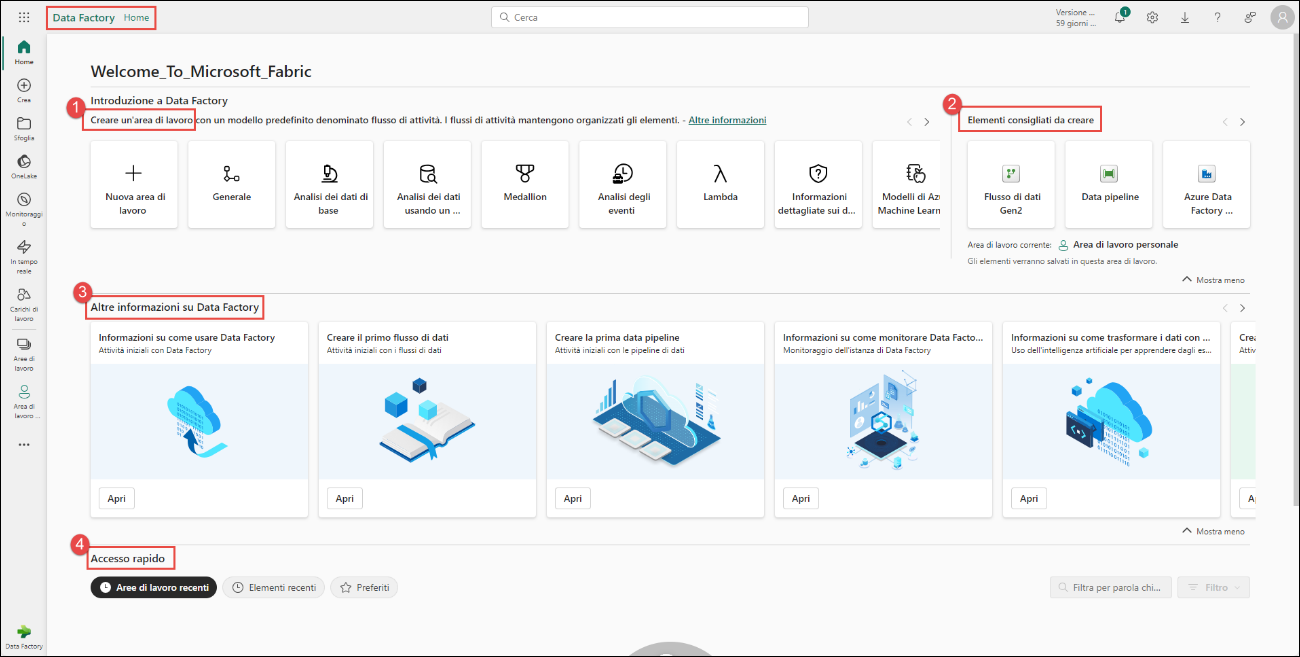 Data Factory Home
Cerca
Versione ...
59 giorni ...
1
Home
Crea
Sfoglia
OneLake
Monitoraggi
o
In tempo
reale
Carichi di
lavoro
Aree di
lavoro
Area di
lavoro ...
Data Factory
Welcome_To_Microsoft_Fabric
Introduzione a Data Factory
1
Creare un'area di lavoro con un modello predefinito denominato flusso di attività. I flussi di attività mantengono organizzati gli elementi. - Altre informazioni
Nuova area di
lavoro
Generale
Analisi dei dati di
base
Analisi dei dati
usando un ...
Medallion
Analisi degli
eventi
Lambda
Informazioni
dettagliate sui d...
Modelli di Az
Machine Learn
2
Elementi consigliati da creare
Flusso di dati
Gen2
Data pipeline
Azure Data
Factory ...
Area di lavoro corrente: Area di lavoro personale
Gli elementi verranno salvati in questa area di lavoro.
Mostra meno
3
Altre informazioni su Data Factory
Informazioni su come usare Data Factory
Attività iniziali con Data Factory
Apri
Creare il primo flusso di dati
Attività iniziali con i flussi di dati
Apri
Creare la prima data pipeline
Attività iniziali con le pipeline di dati
Apri
Informazioni su come monitorare Data Facto...
Monitoraggio dell'istanza di Data Factory
Apri
Informazioni su come trasformare i dati con ...
Uso dell'intelligenza artificiale per apprendere dagli es...
Apri
Crea
Attiv
A
Mostra meno
4
Accesso rapido
Aree di lavoro recenti
Elementi recenti
Preferiti
Filtra per parola chi...
Filtro